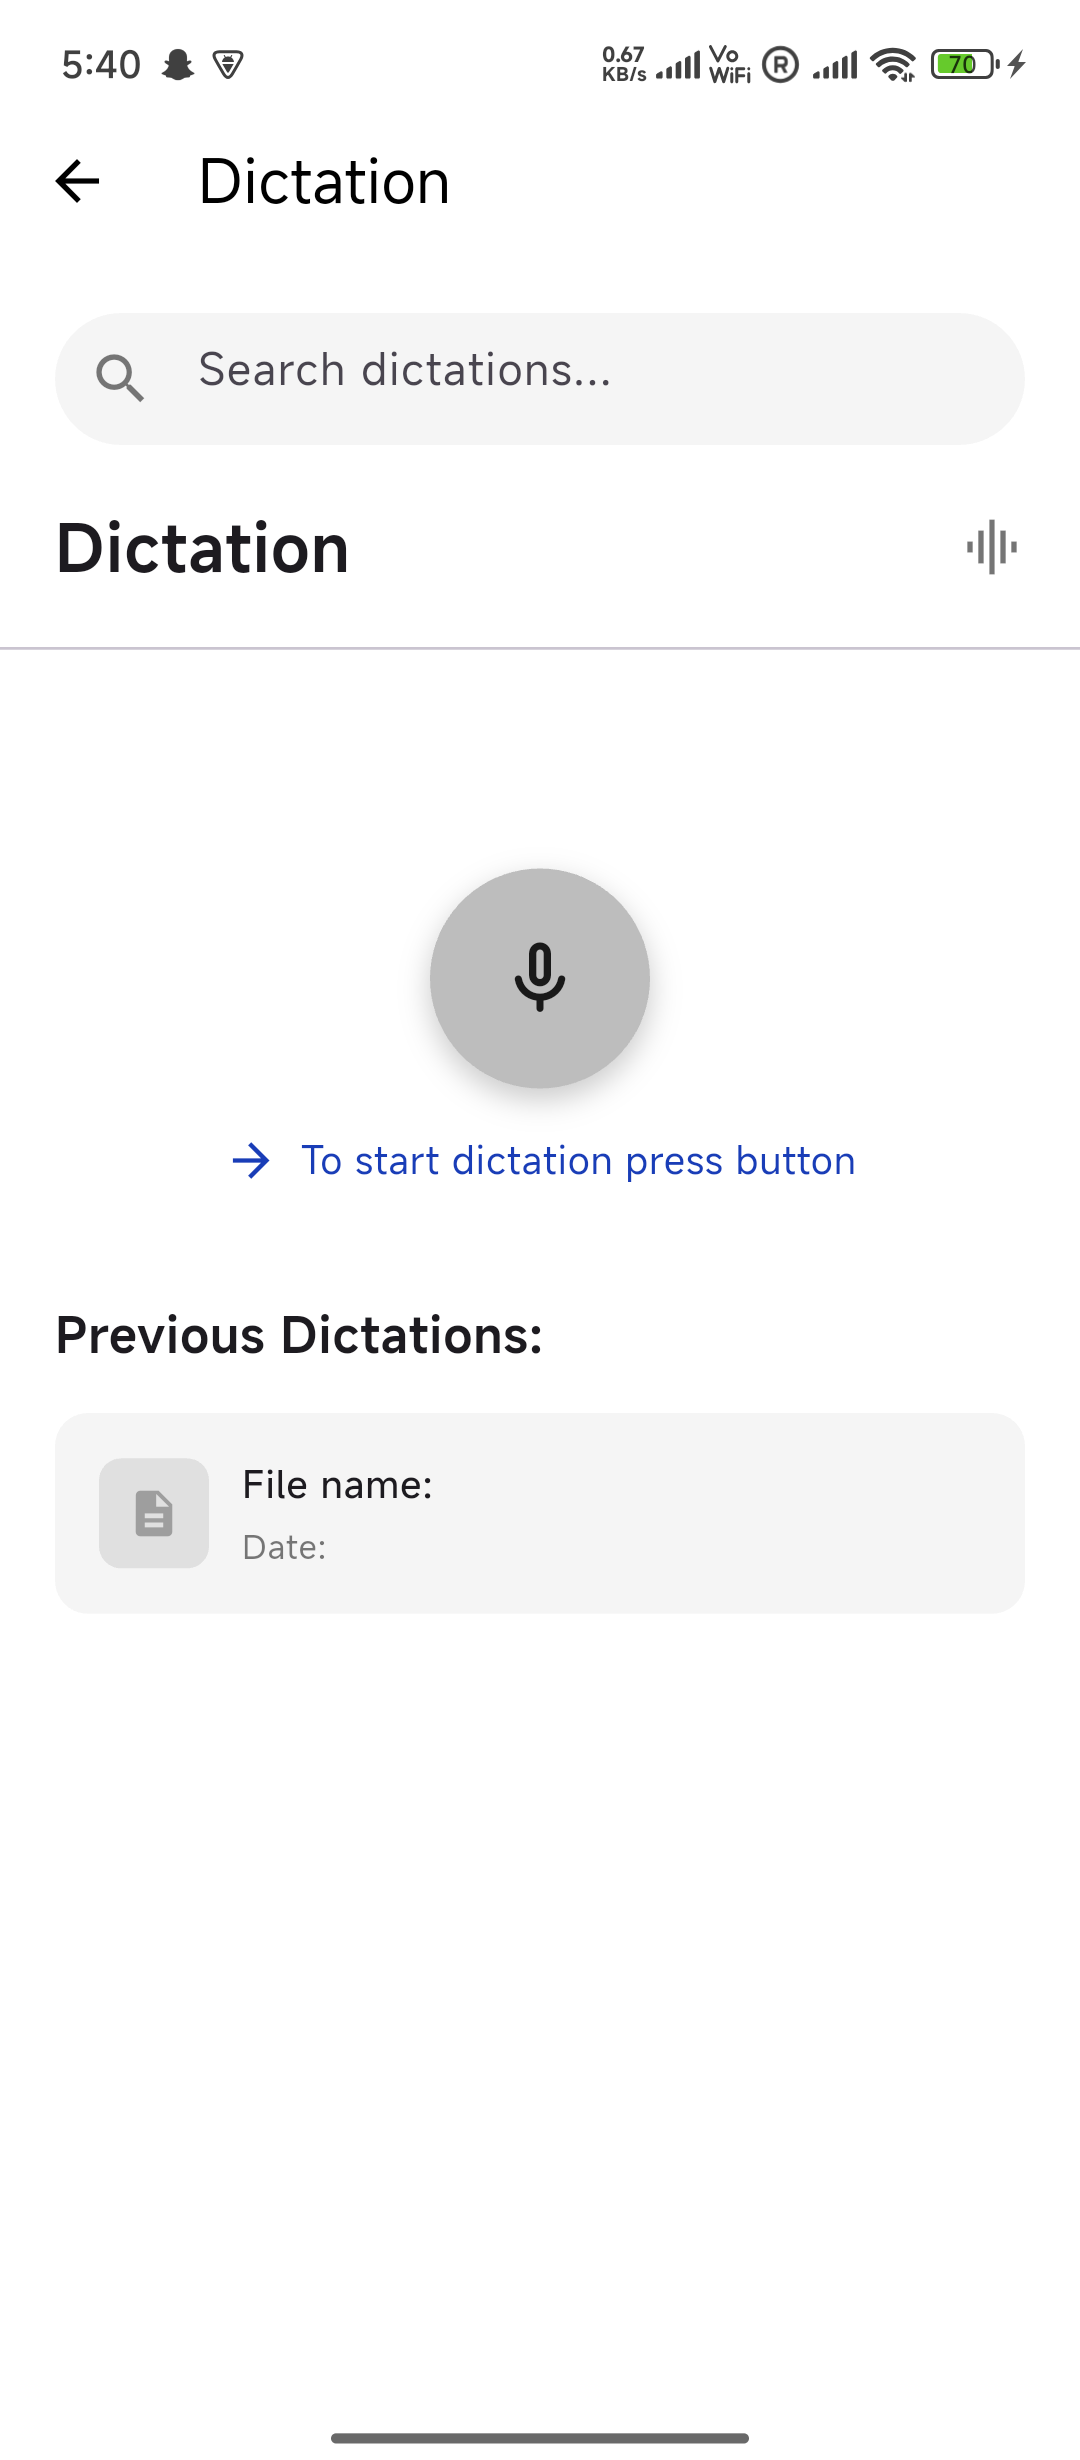 5:40
0.67 KB/s
Vo WiFi
R
70
Dictation
Search dictations...
Dictation
To start dictation press button
Previous Dictations:
File name:
Date: